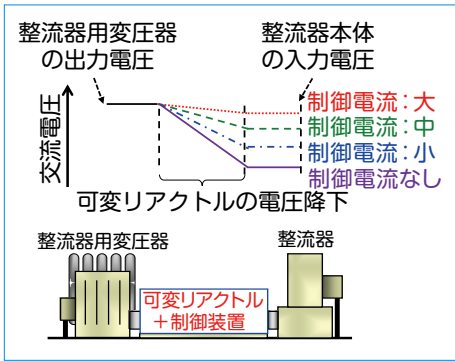 整流器用変圧器
の出力電圧
整流器本体
の入力電圧
交流電圧
制御電流：大
制御電流：中
制御電流：小
制御電流なし
可変リアクトルの電圧降下
整流器用変圧器
整流器
可変リアクトル
＋制御装置